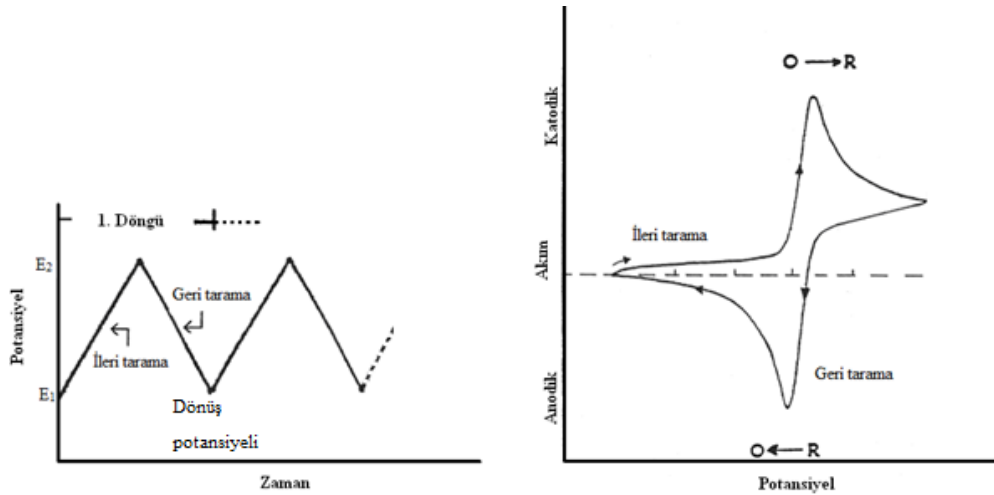 1. Döngü
E2
Geri tarama
İleri tarama
E1
Dönüş
potansiyeli
Potansiyel
Zaman
O → R
Katodik
İleri tarama
Akım
Geri tarama
Anodik
O ← R
Potansiyel